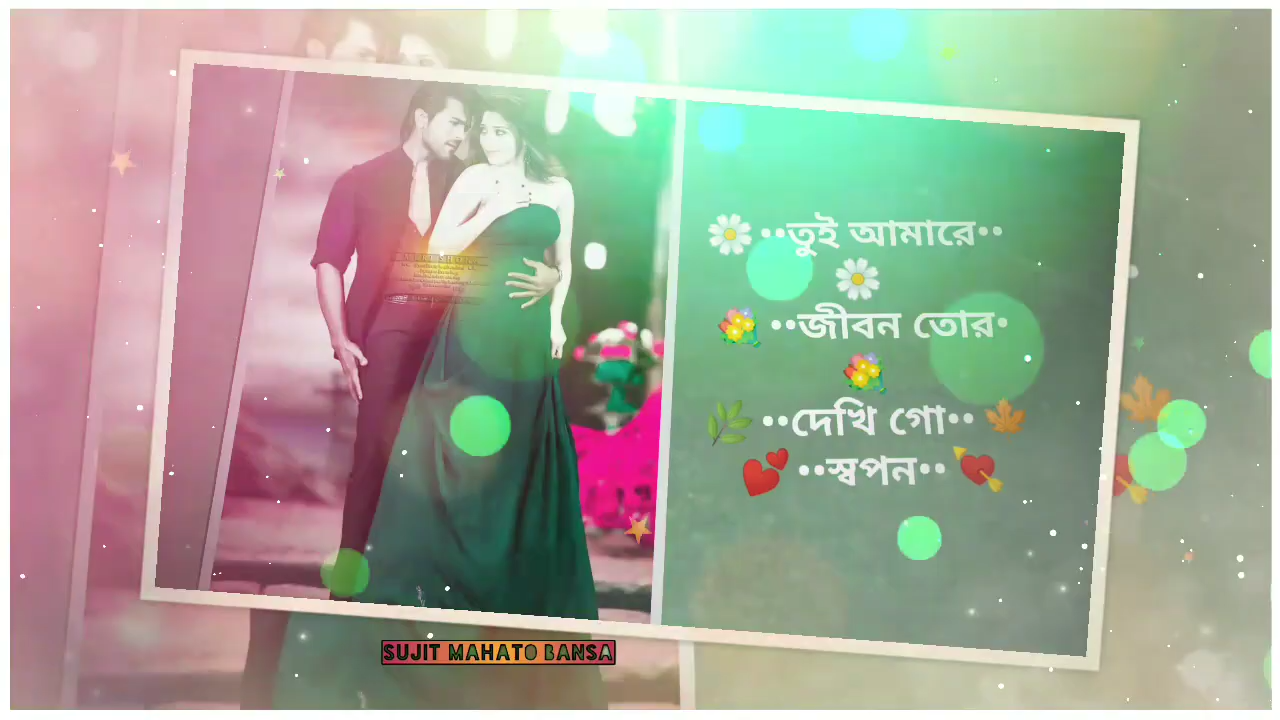 🌼••তুই আমারে••
🌼
💐••জীবন তোর•
💐
🌿••দেখি গো••🍁
💕••স্বপন••💘
SUJIT MAHATO BANSA